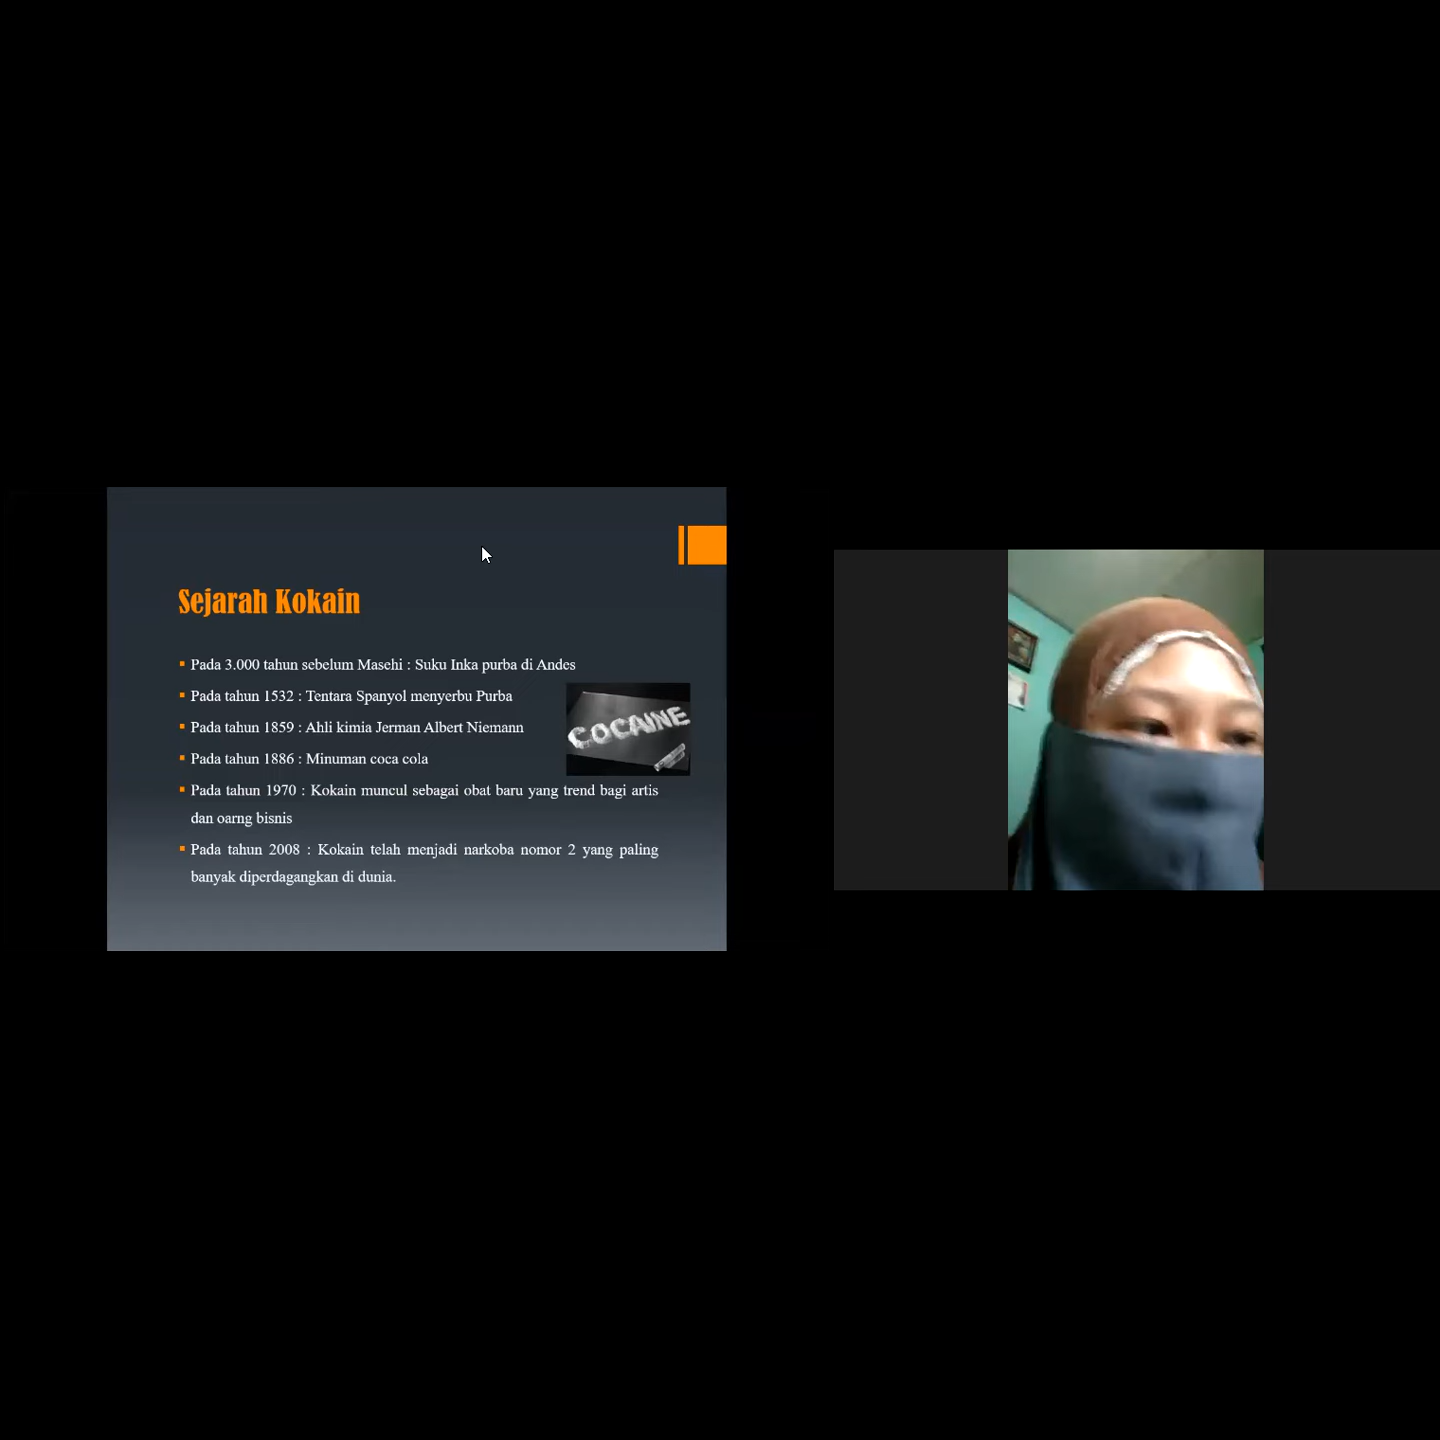 Sejarah Kokain
Pada 3.000 tahun sebelum Masehi : Suku Inka purba di Andes
Pada tahun 1532 : Tentara Spanyol menyerbu Purba
Pada tahun 1859 : Ahli kimia Jerman Albert Niemann
Pada tahun 1886 : Minuman coca cola
COCAINE
Pada tahun 1970 : Kokain muncul sebagai obat baru yang trend bagi artis
dan oarng bisnis
Pada tahun 2008 : Kokain telah menjadi narkoba nomor 2 yang paling
banyak diperdagangkan di dunia.